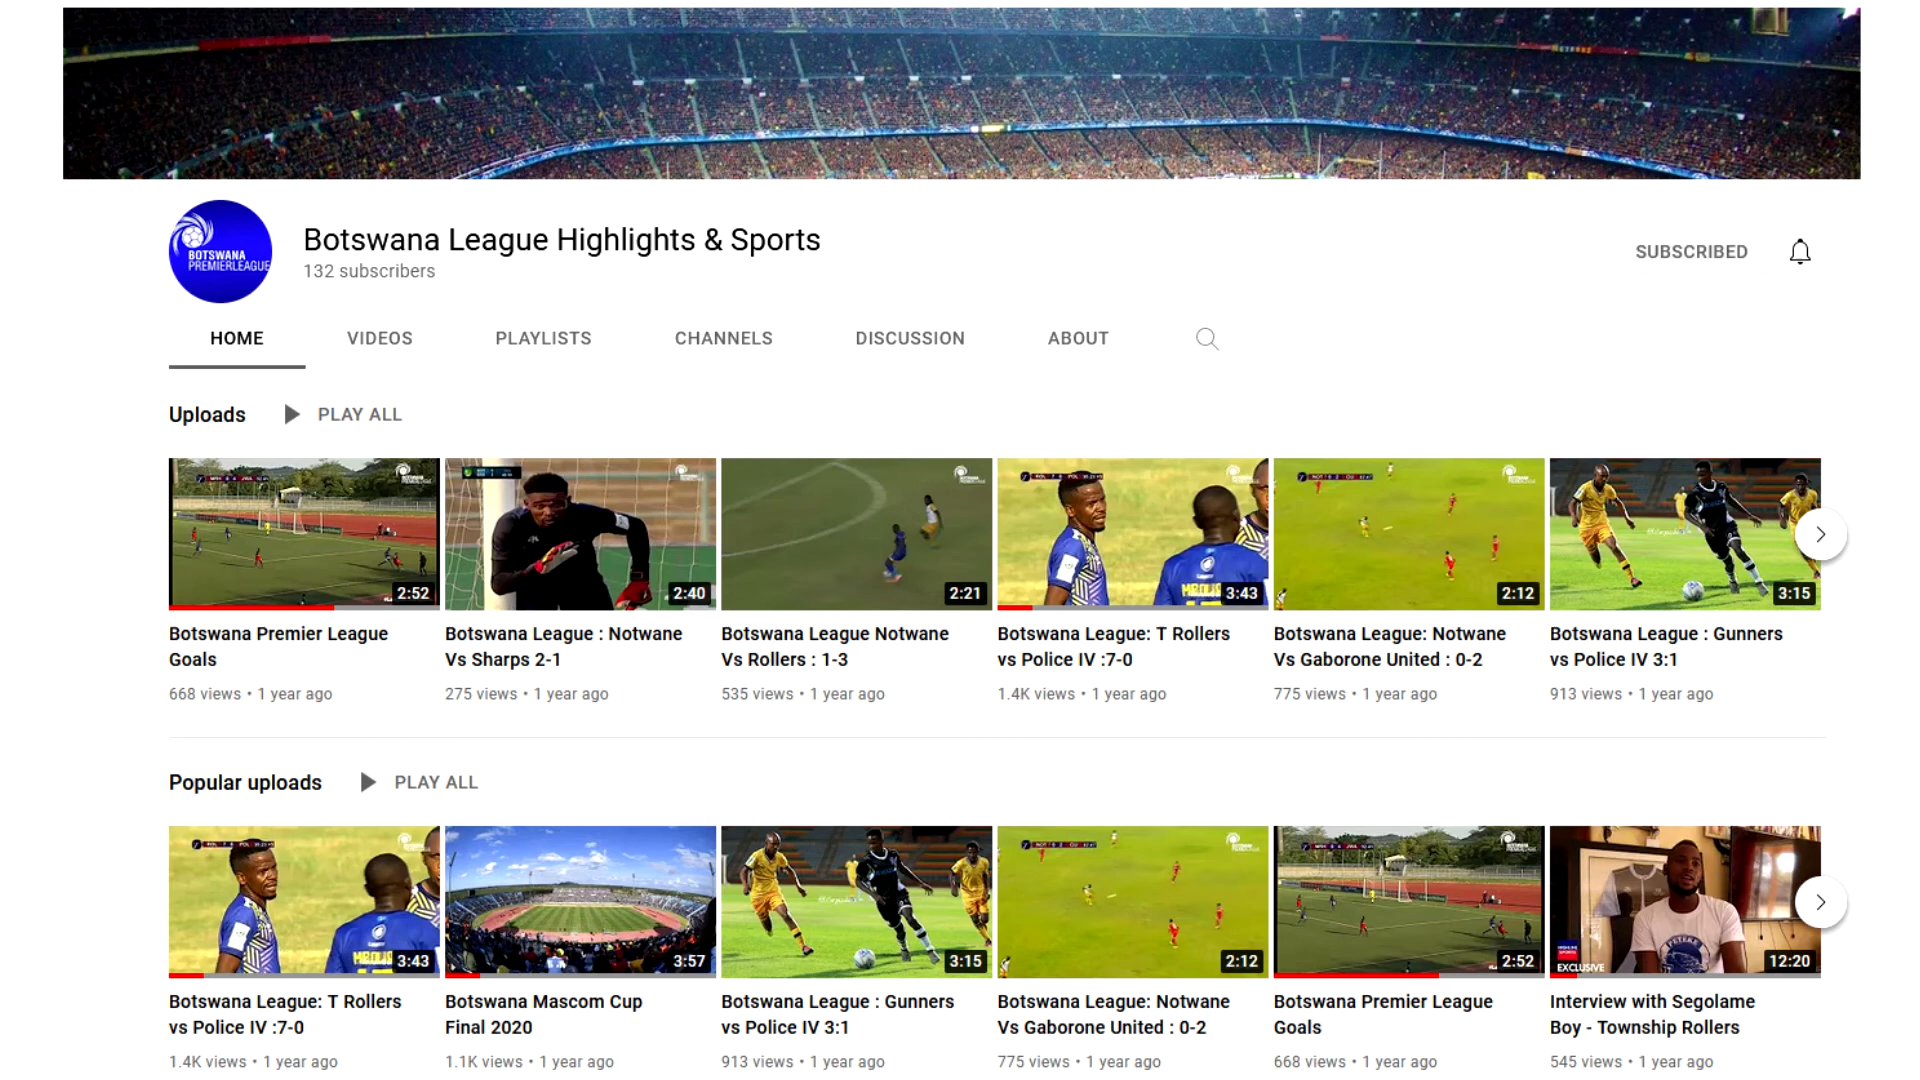 BOTSWANA
PREMIERLEAGUE
Botswana League Highlights & Sports
132 subscribers
SUBSCRIBED
HOME VIDEOS PLAYLISTS CHANNELS DISCUSSION ABOUT
Uploads PLAY ALL
2:52 2:40 2:21 3:43 2:12 3:15
Botswana Premier League
Goals
668 views • 1 year ago
Botswana League : Notwane
Vs Sharps 2-1
275 views • 1 year ago
Botswana League Notwane
Vs Rollers : 1-3
535 views • 1 year ago
Botswana League: T Rollers
vs Police IV :7-0
1.4K views • 1 year ago
Botswana League: Notwane
Vs Gaborone United : 0-2
775 views • 1 year ago
Botswana League : Gunners
vs Police IV 3:1
913 views • 1 year ago
Popular uploads PLAY ALL
3:43 3:57 3:15 2:12 2:52 12:20
EXCLUSIVE
Botswana League: T Rollers
vs Police IV :7-0
1.4K views • 1 year ago
Botswana Mascom Cup
Final 2020
1.1K views • 1 year ago
Botswana League : Gunners
vs Police IV 3:1
913 views • 1 year ago
Botswana League: Notwane
Vs Gaborone United : 0-2
775 views • 1 year ago
Botswana Premier League
Goals
668 views • 1 year ago
Interview with Segolame
Boy - Township Rollers
545 views • 1 year ago